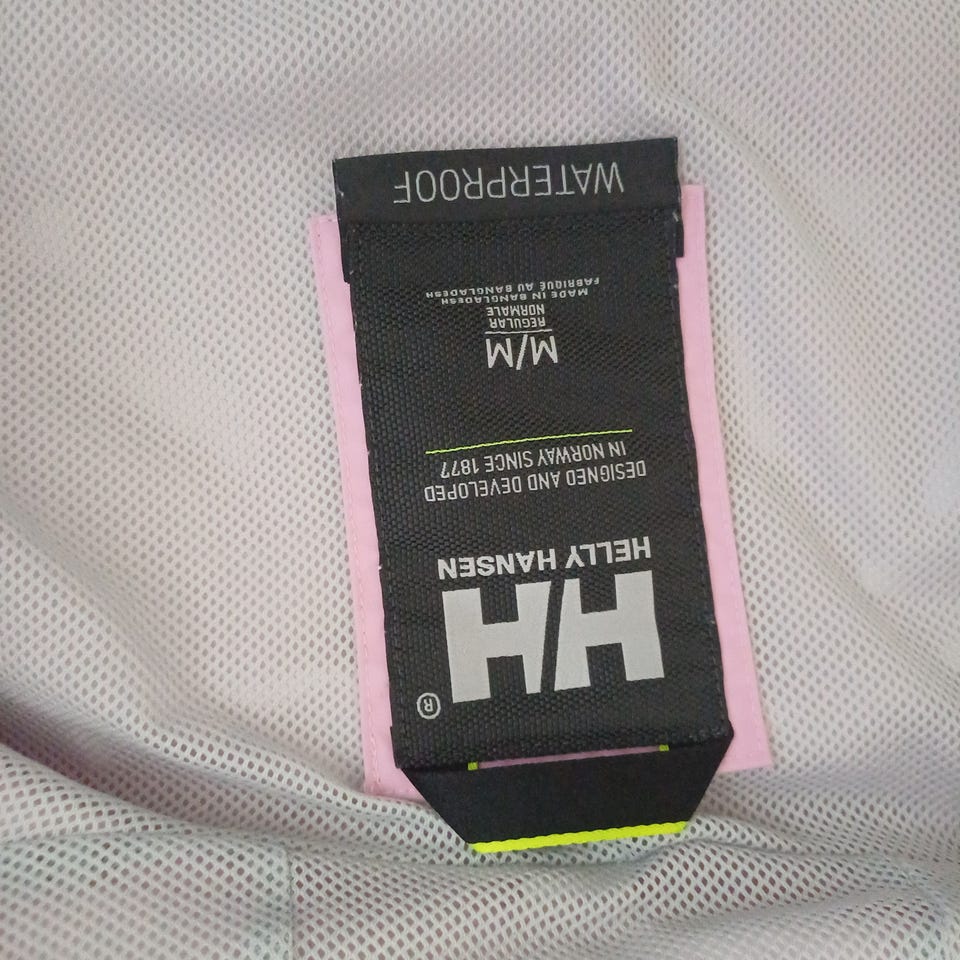 HH®
HELLY HANSEN
DESIGNED AND DEVELOPED
IN NORWAY SINCE 1877
M/M
REGULAR
NORMALE
MADE IN BANGLADESH
FABRIQUÉ AU BANGLADESH
WATERPROOF